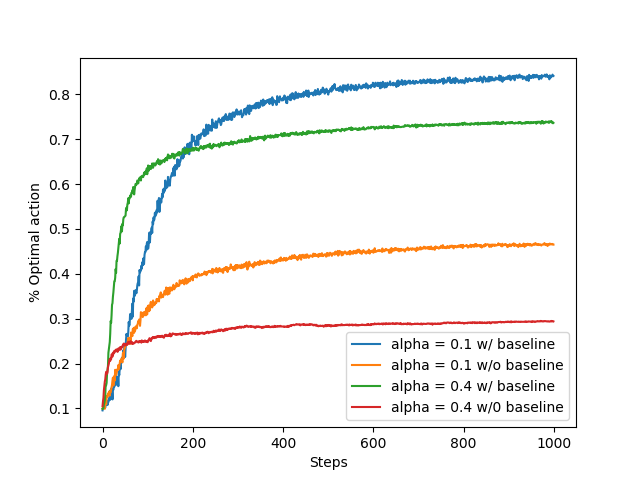 0.8
0.7
0.6
0.5
0.4
0.3
0.2
0.1
% Optimal action
alpha = 0.1 w/ baseline
alpha = 0.1 w/o baseline
alpha = 0.4 w/ baseline
alpha = 0.4 w/0 baseline
0 200 400 600 800 1000
Steps